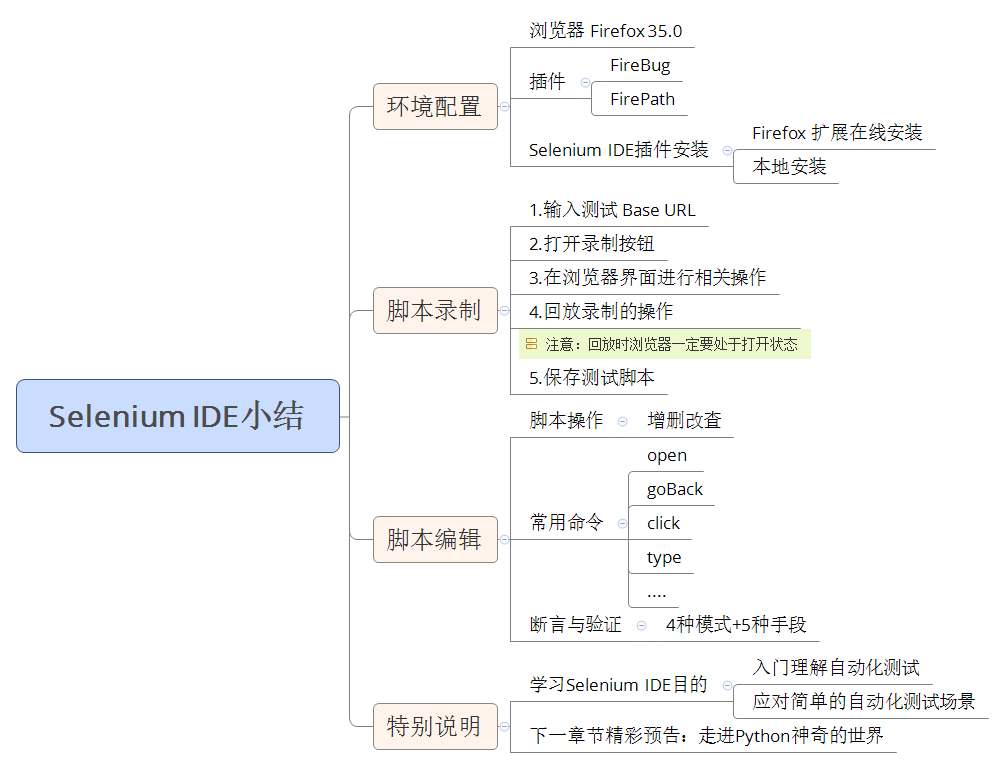 Selenium IDE小结
环境配置
浏览器 Firefox 35.0
插件
FireBug
FirePath
Selenium IDE插件安装
Firefox 扩展在线安装
本地安装
脚本录制
1.输入测试 Base URL
2.打开录制按钮
3.在浏览器界面进行相关操作
4.回放录制的操作
注意：回放时浏览器一定要处于打开状态
5.保存测试脚本
脚本编辑
脚本操作
增删改查
常用命令
open
goBack
click
type
....
断言与验证
4种模式+5种手段
特别说明
学习Selenium IDE目的
入门理解自动化测试
应对简单的自动化测试场景
下一章节精彩预告：走进Python神奇的世界